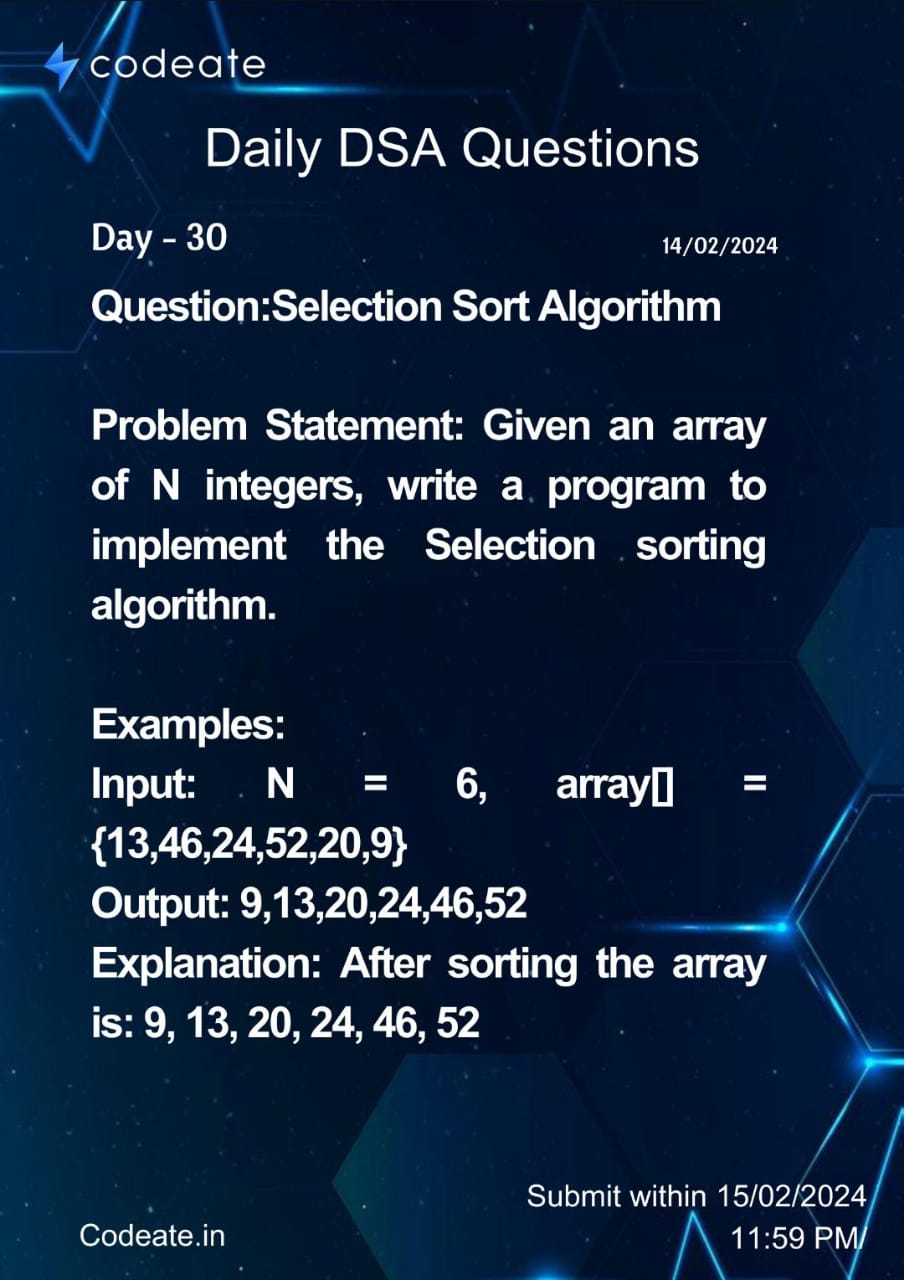 codeate
Daily DSA Questions
Day - 30
14/02/2024
Question:Selection Sort Algorithm
Problem Statement: Given an array
of N integers, write a program to
implement the Selection sorting
algorithm.
Examples:
Input: N = 6, array[] =
{13,46,24,52,20,9}
Output: 9,13,20,24,46,52
Explanation: After sorting the array
is: 9, 13, 20, 24, 46, 52
Submit within 15/02/2024
11:59 PM/
Codeate.in